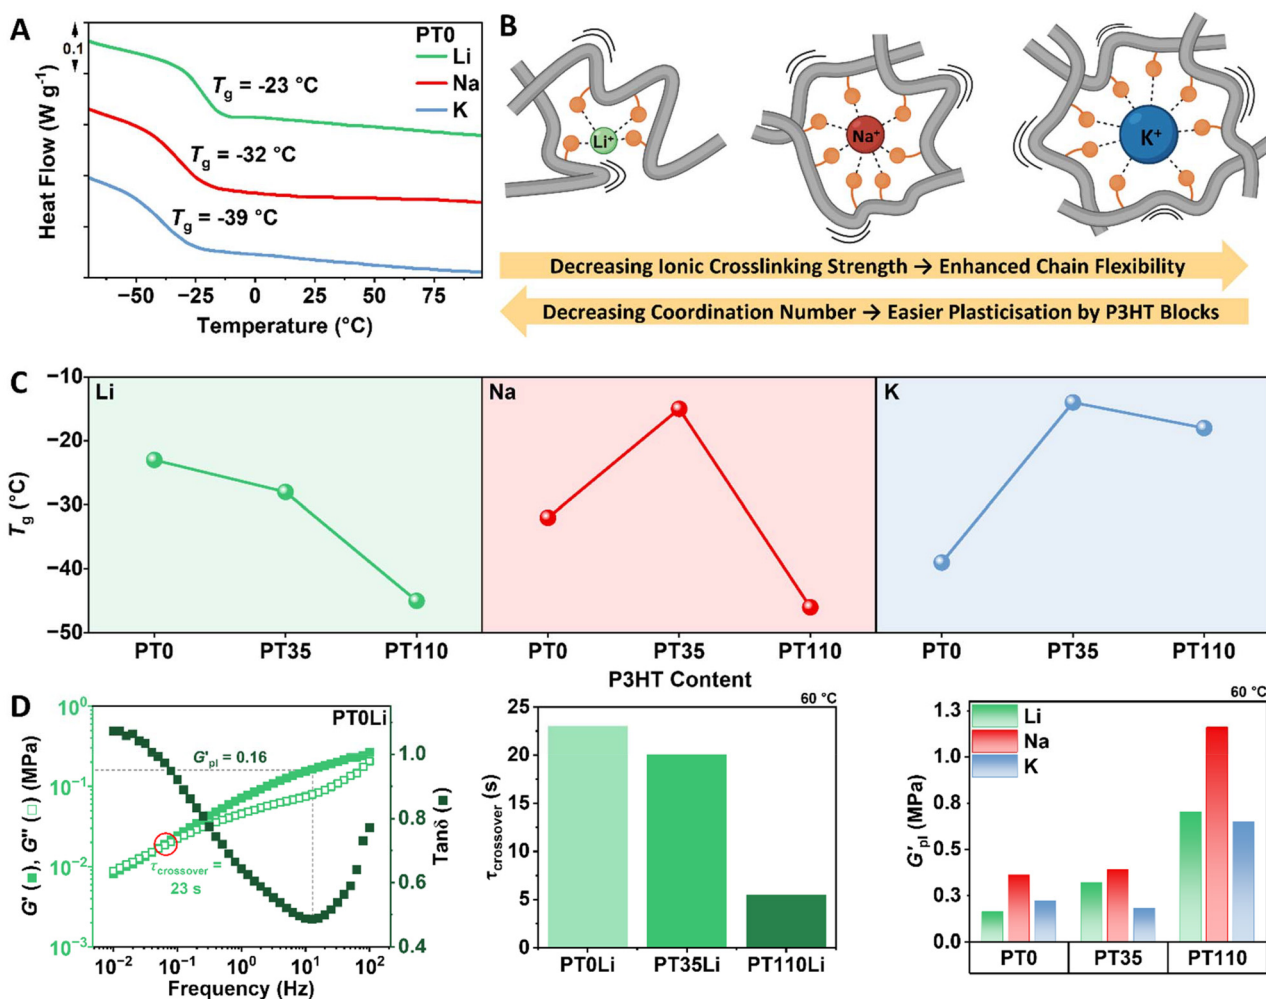 A
0.1
Heat Flow (W g⁻¹)
PT0
Li
Na
K
Tg = -23 °C
Tg = -32 °C
Tg = -39 °C
−50 −25 0 25 50 75
Temperature (°C)
B
Li⁺
Na⁺
K⁺
Decreasing Ionic Crosslinking Strength → Enhanced Chain Flexibility
Decreasing Coordination Number → Easier Plasticisation by P3HT Blocks
C
Tg (°C)
−10
−20
−30
−40
−50
Li
Na
K
PT0 PT35 PT110 PT0 PT35 PT110 PT0 PT35 PT110
P3HT Content
D
G' (■), G'' (□) (MPa)
10⁰
10⁻¹
10⁻²
10⁻³
PT0Li
G'pl = 0.16
τcrossover =
23 s
1.0
0.8
0.6
0.4
Tanδ (■)
10⁻² 10⁻¹ 10⁰ 10¹ 10²
Frequency (Hz)
60 °C
τcrossover (s)
25
20
15
10
5
0
PT0Li PT35Li PT110Li
60 °C
G'pl (MPa)
1.3
1.0
0.8
0.5
0.3
0.0
Li
Na
K
PT0 PT35 PT110